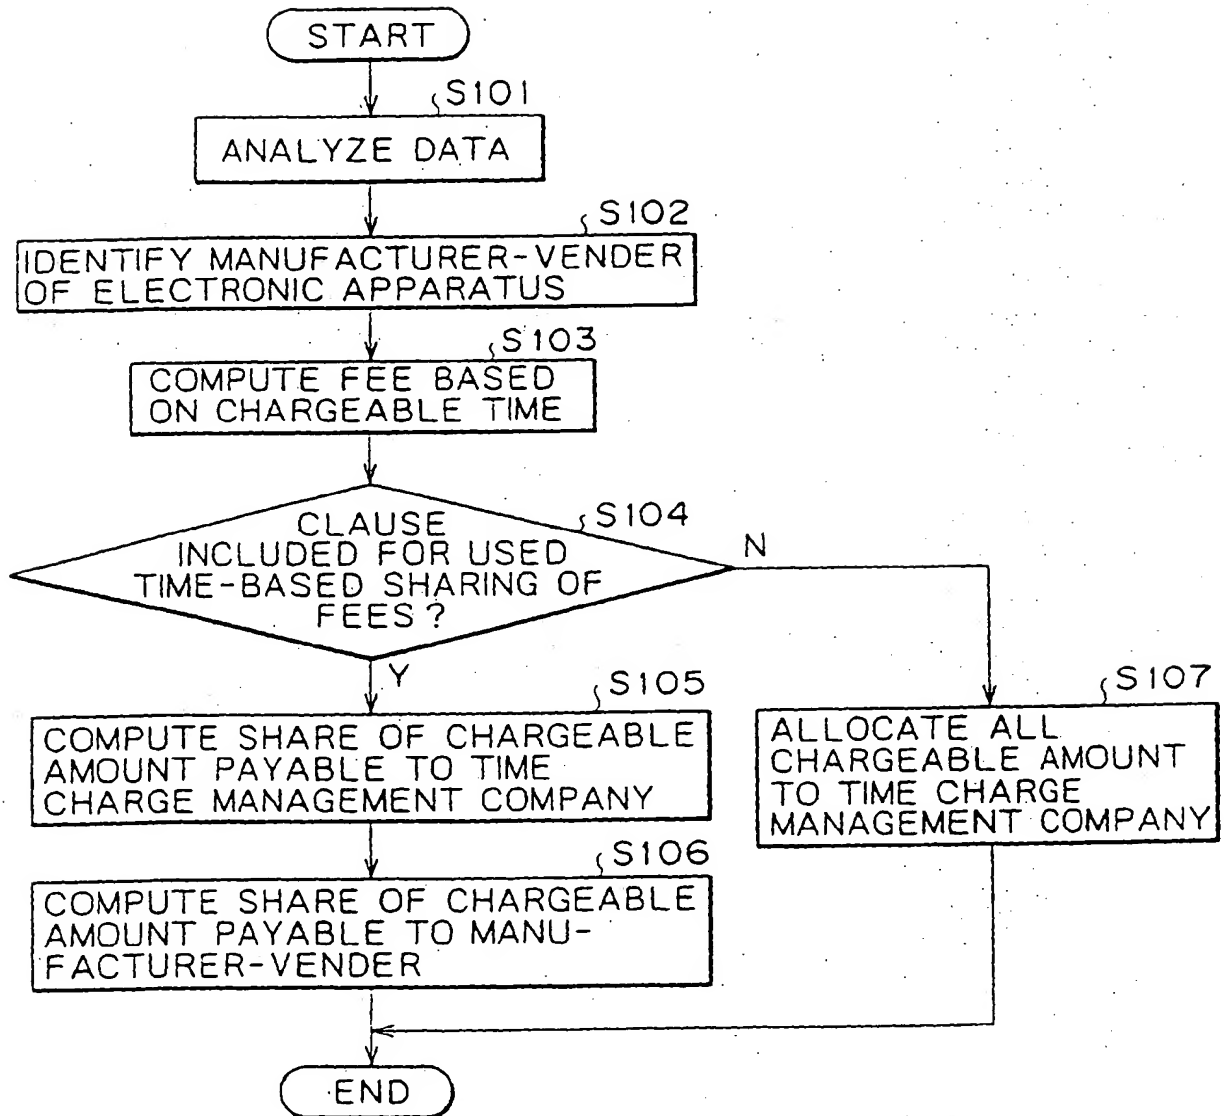 START
S101
ANALYZE DATA
S102
IDENTIFY MANUFACTURER-VENDER
OF ELECTRONIC APPARATUS
S103
COMPUTE FEE BASED
ON CHARGEABLE TIME
S104
CLAUSE
INCLUDED FOR USED
TIME-BASED SHARING OF
FEES?
N
Y
S105
COMPUTE SHARE OF CHARGEABLE
AMOUNT PAYABLE TO TIME
CHARGE MANAGEMENT COMPANY
S107
ALLOCATE ALL
CHARGEABLE AMOUNT
TO TIME CHARGE
MANAGEMENT COMPANY
S106
COMPUTE SHARE OF CHARGEABLE
AMOUNT PAYABLE TO MANU-
FACTURER-VENDER
END